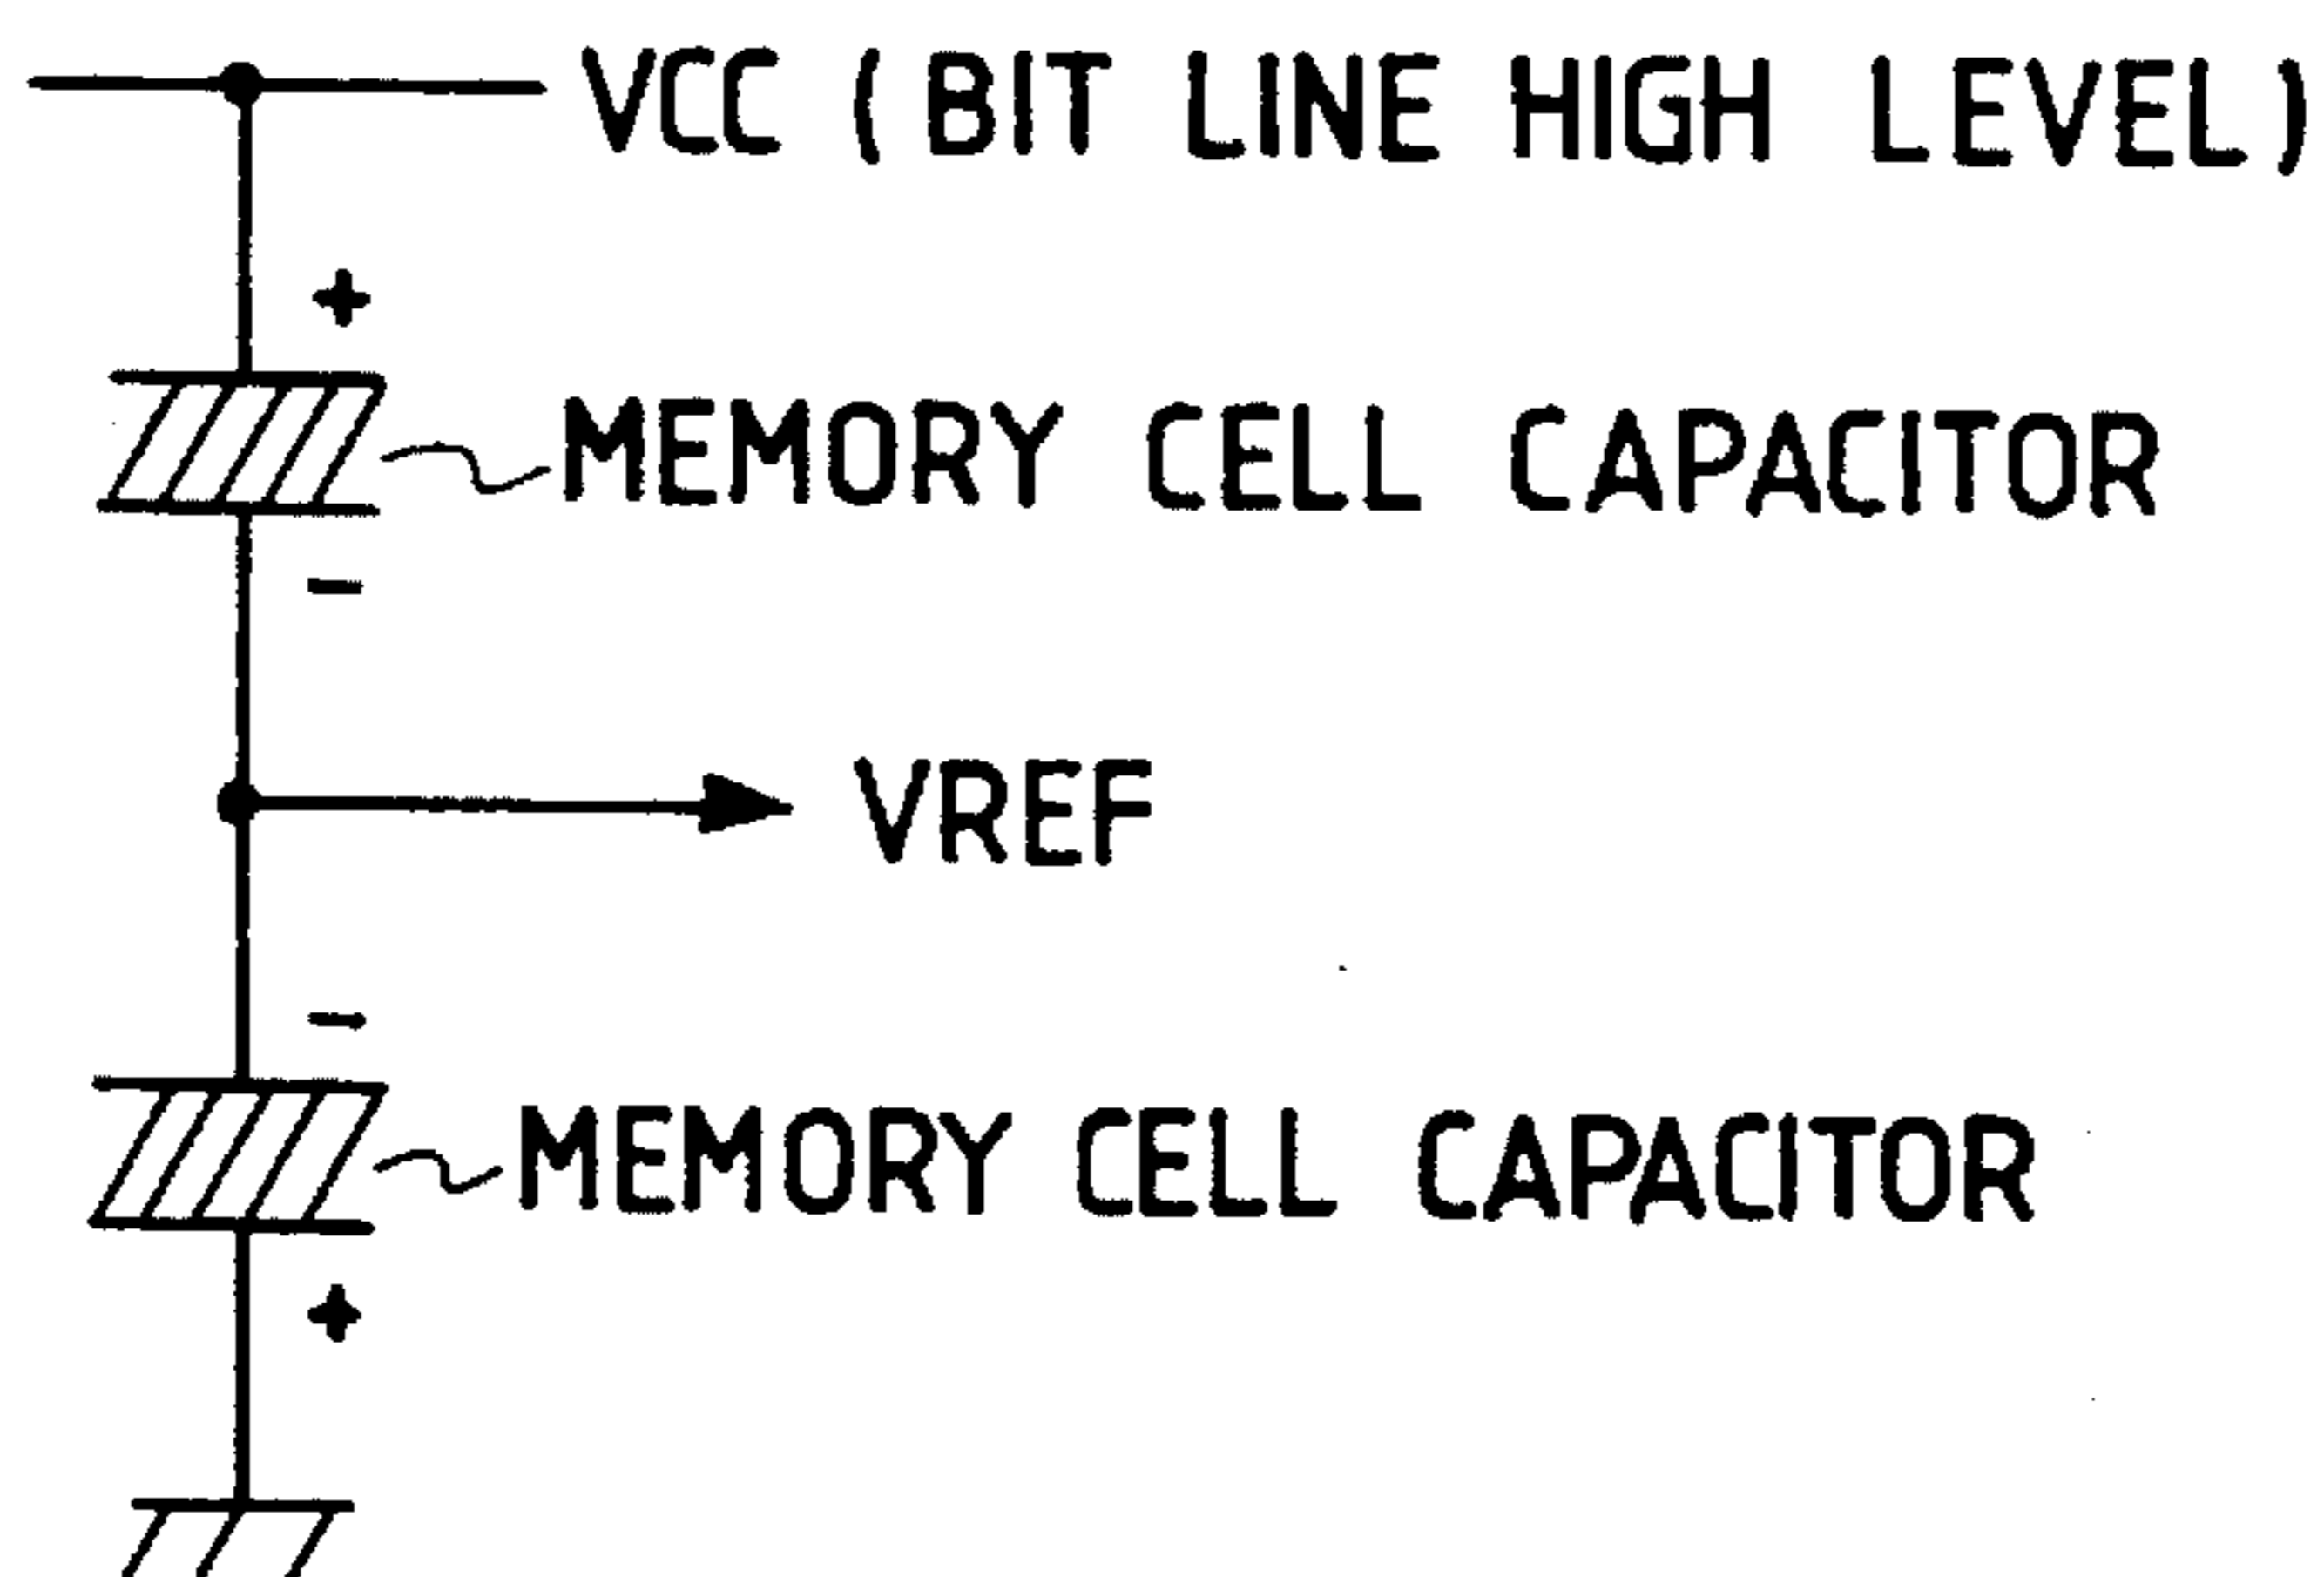 VCC (BIT LINE HIGH LEVEL)
+
MEMORY CELL CAPACITOR
-
VREF
-
MEMORY CELL CAPACITOR
+